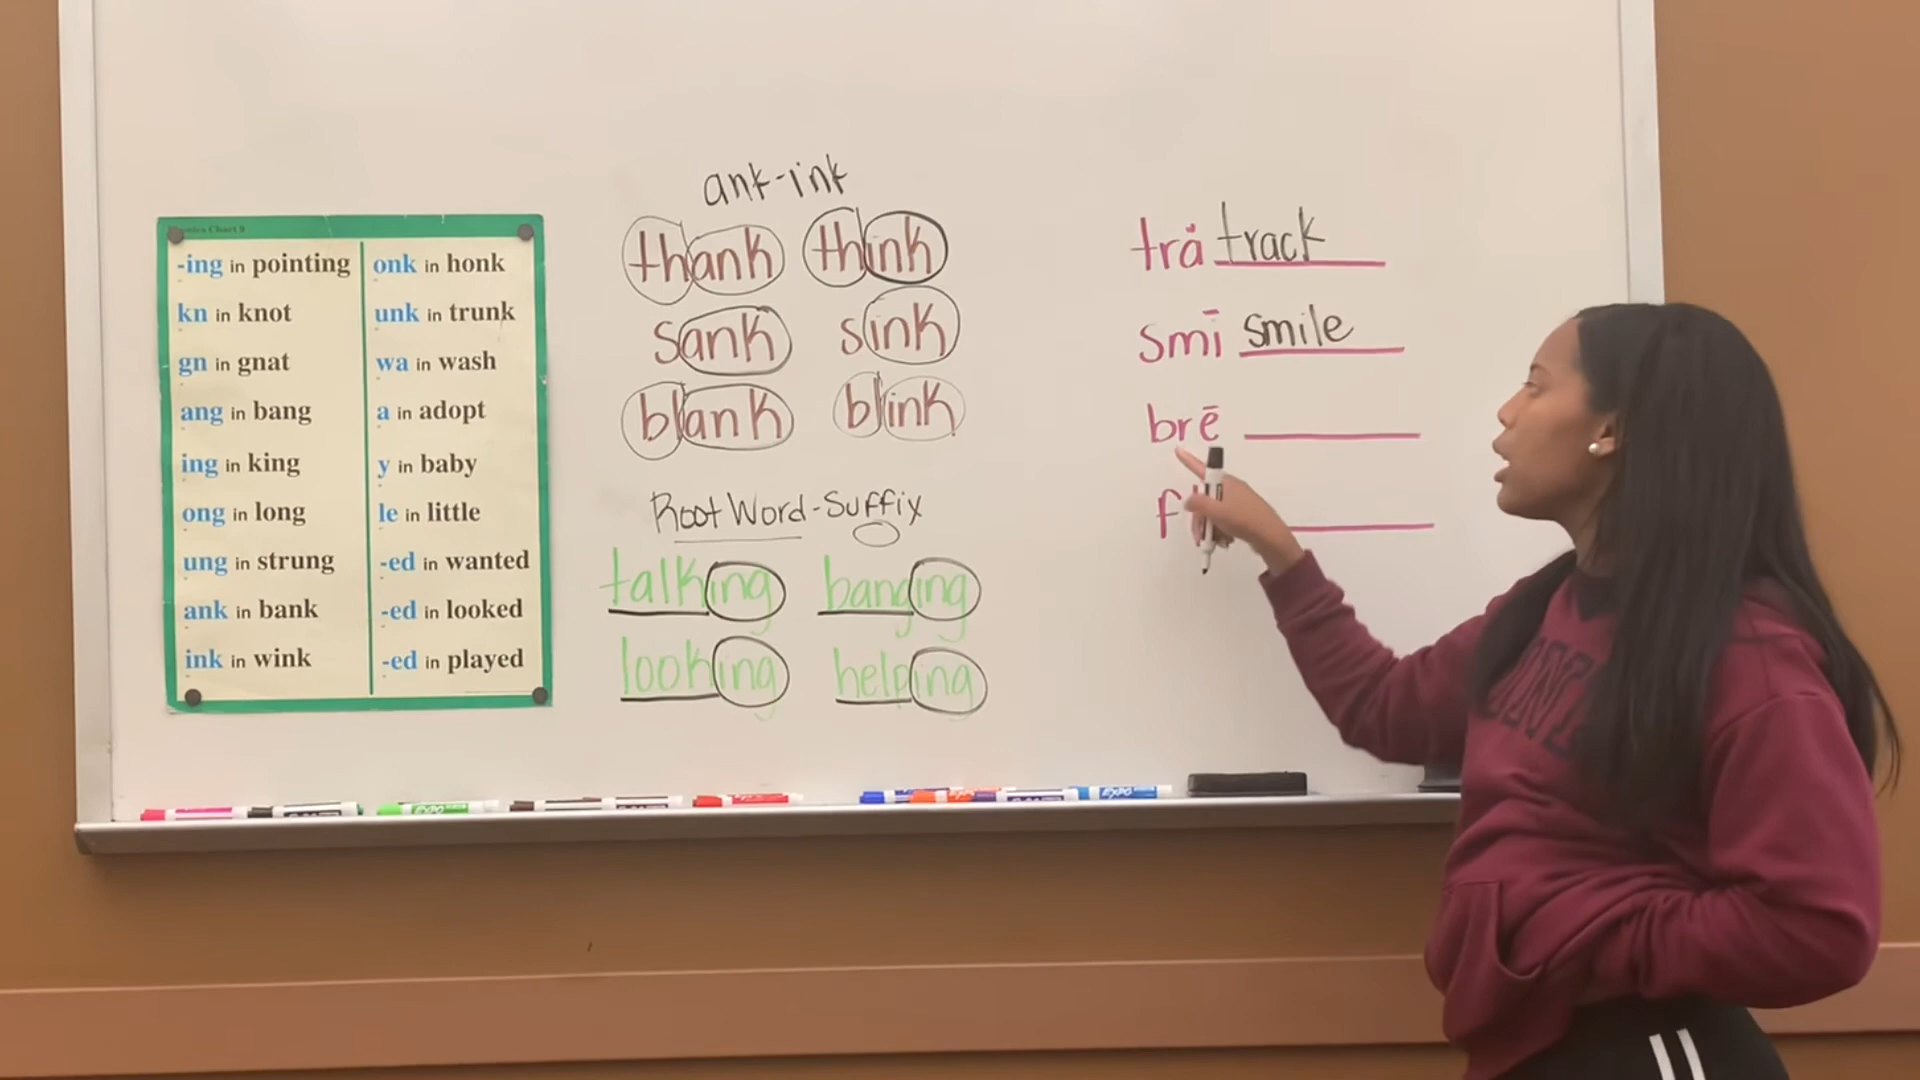 -ing in pointing
kn in knot
gn in gnat
ang in bang
ing in king
ong in long
ung in strung
ank in bank
ink in wink
onk in honk
unk in trunk
wa in wash
a in adopt
y in baby
le in little
-ed in wanted
-ed in looked
-ed in played
ank-ink
thank think
sank sink
blank blink
Root Word-Suffix
talking banging
looking helping
tră track
smī smile
brē